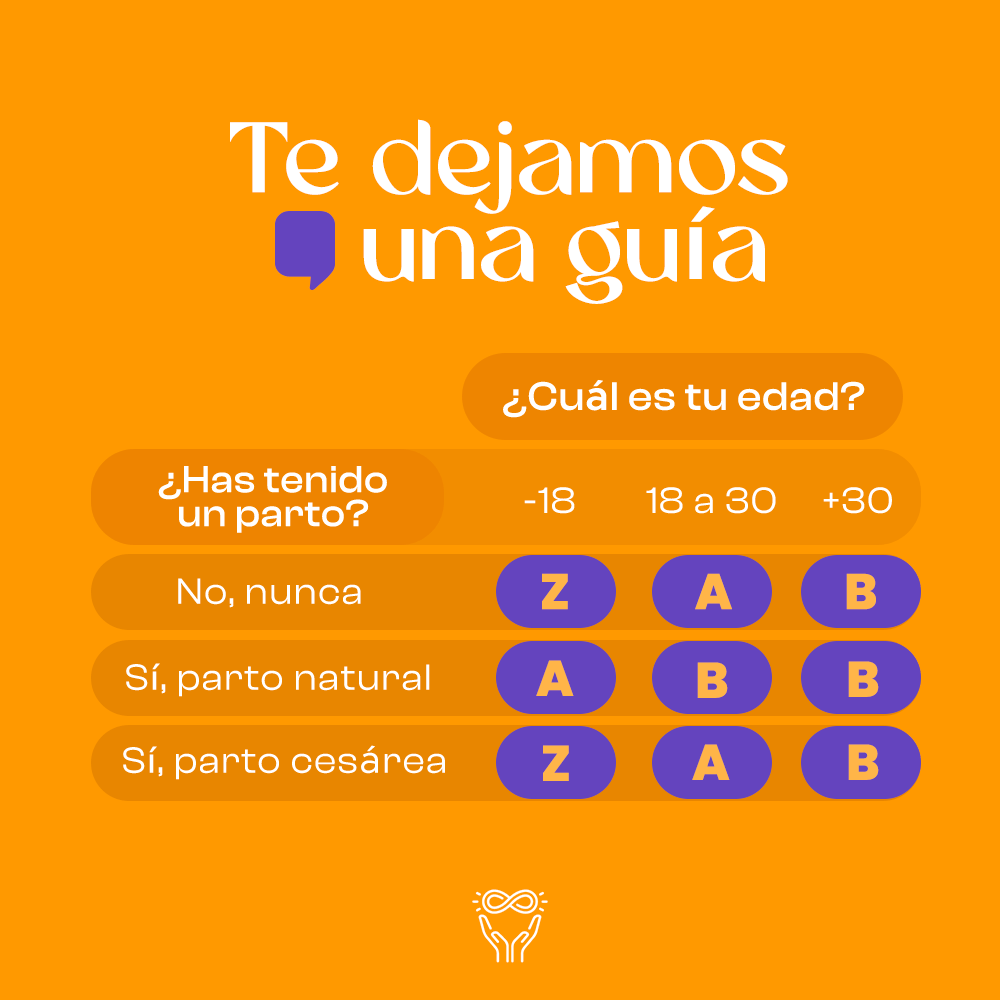 Te dejamos
una guía
¿Cuál es tu edad?
¿Has tenido
un parto?
-18 18 a 30 +30
No, nunca Z A B
Sí, parto natural A B B
Sí, parto cesárea Z A B